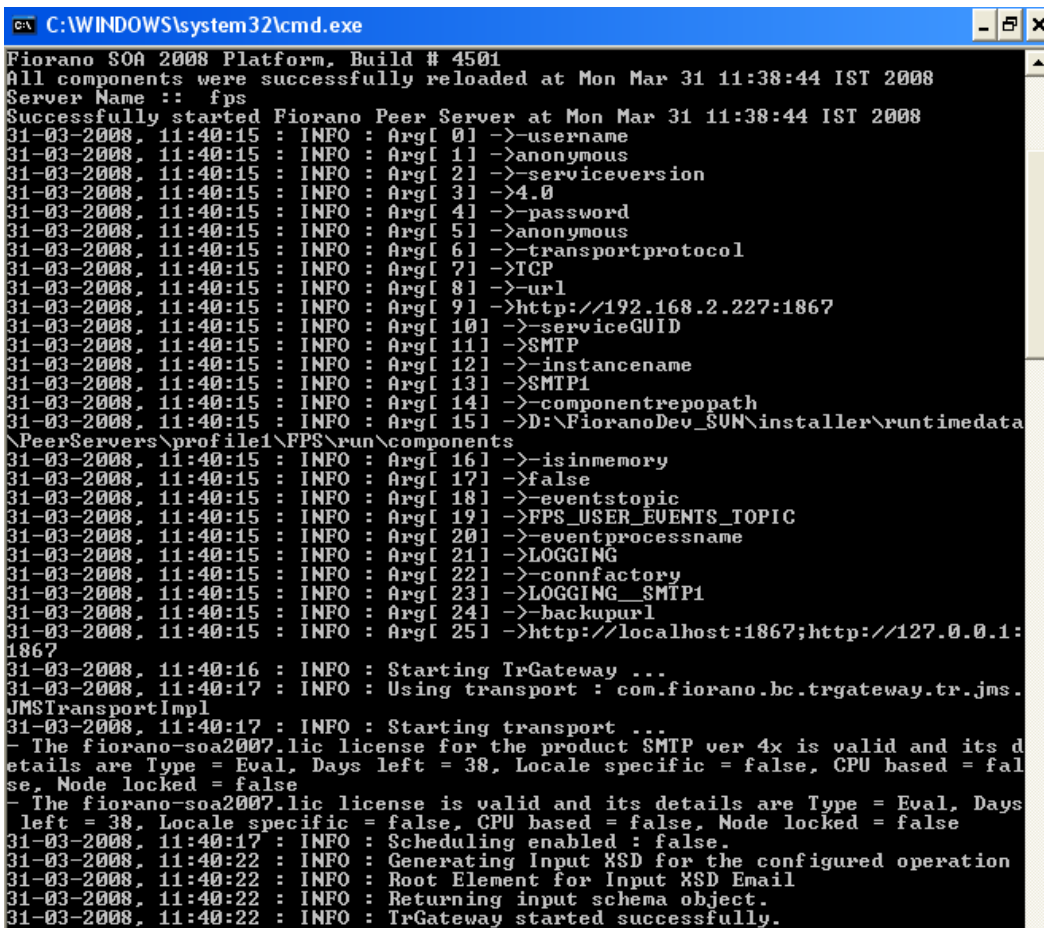 C:\WINDOWS\system32\cmd.exe
Fiorano SOA 2008 Platform, Build # 4501
All components were successfully reloaded at Mon Mar 31 11:38:44 IST 2008
Server Name ::  fps
Successfully started Fiorano Peer Server at Mon Mar 31 11:38:44 IST 2008
31-03-2008, 11:40:15 : INFO : Arg[ 0] ->-username
31-03-2008, 11:40:15 : INFO : Arg[ 1] ->anonymous
31-03-2008, 11:40:15 : INFO : Arg[ 2] ->-serviceversion
31-03-2008, 11:40:15 : INFO : Arg[ 3] ->4.0
31-03-2008, 11:40:15 : INFO : Arg[ 4] ->-password
31-03-2008, 11:40:15 : INFO : Arg[ 5] ->anonymous
31-03-2008, 11:40:15 : INFO : Arg[ 6] ->-transportprotocol
31-03-2008, 11:40:15 : INFO : Arg[ 7] ->TCP
31-03-2008, 11:40:15 : INFO : Arg[ 8] ->-url
31-03-2008, 11:40:15 : INFO : Arg[ 9] ->http://192.168.2.227:1867
31-03-2008, 11:40:15 : INFO : Arg[ 10] ->-serviceGUID
31-03-2008, 11:40:15 : INFO : Arg[ 11] ->SMTP
31-03-2008, 11:40:15 : INFO : Arg[ 12] ->-instancename
31-03-2008, 11:40:15 : INFO : Arg[ 13] ->SMTP1
31-03-2008, 11:40:15 : INFO : Arg[ 14] ->-componentrepopath
31-03-2008, 11:40:15 : INFO : Arg[ 15] ->D:\FioranoDev_SVN\installer\runtimedata
\PeerServers\profile1\FPS\run\components
31-03-2008, 11:40:15 : INFO : Arg[ 16] ->-isinmemory
31-03-2008, 11:40:15 : INFO : Arg[ 17] ->false
31-03-2008, 11:40:15 : INFO : Arg[ 18] ->-eventstopic
31-03-2008, 11:40:15 : INFO : Arg[ 19] ->FPS_USER_EVENTS_TOPIC
31-03-2008, 11:40:15 : INFO : Arg[ 20] ->-eventprocessname
31-03-2008, 11:40:15 : INFO : Arg[ 21] ->LOGGING
31-03-2008, 11:40:15 : INFO : Arg[ 22] ->-connfactory
31-03-2008, 11:40:15 : INFO : Arg[ 23] ->LOGGING__SMTP1
31-03-2008, 11:40:15 : INFO : Arg[ 24] ->-backupurl
31-03-2008, 11:40:15 : INFO : Arg[ 25] ->http://localhost:1867;http://127.0.0.1:
1867
31-03-2008, 11:40:16 : INFO : Starting TrGateway ...
31-03-2008, 11:40:17 : INFO : Using transport : com.fiorano.bc.trgateway.tr.jms.
JMSTransportImpl
31-03-2008, 11:40:17 : INFO : Starting transport ...
- The fiorano-soa2007.lic license for the product SMTP ver 4x is valid and its d
etails are Type = Eval, Days left = 38, Locale specific = false, CPU based = fal
se, Node locked = false
- The fiorano-soa2007.lic license is valid and its details are Type = Eval, Days
 left = 38, Locale specific = false, CPU based = false, Node locked = false
31-03-2008, 11:40:17 : INFO : Scheduling enabled : false.
31-03-2008, 11:40:22 : INFO : Generating Input XSD for the configured operation
31-03-2008, 11:40:22 : INFO : Root Element for Input XSD Email
31-03-2008, 11:40:22 : INFO : Returning input schema object.
31-03-2008, 11:40:22 : INFO : TrGateway started successfully.